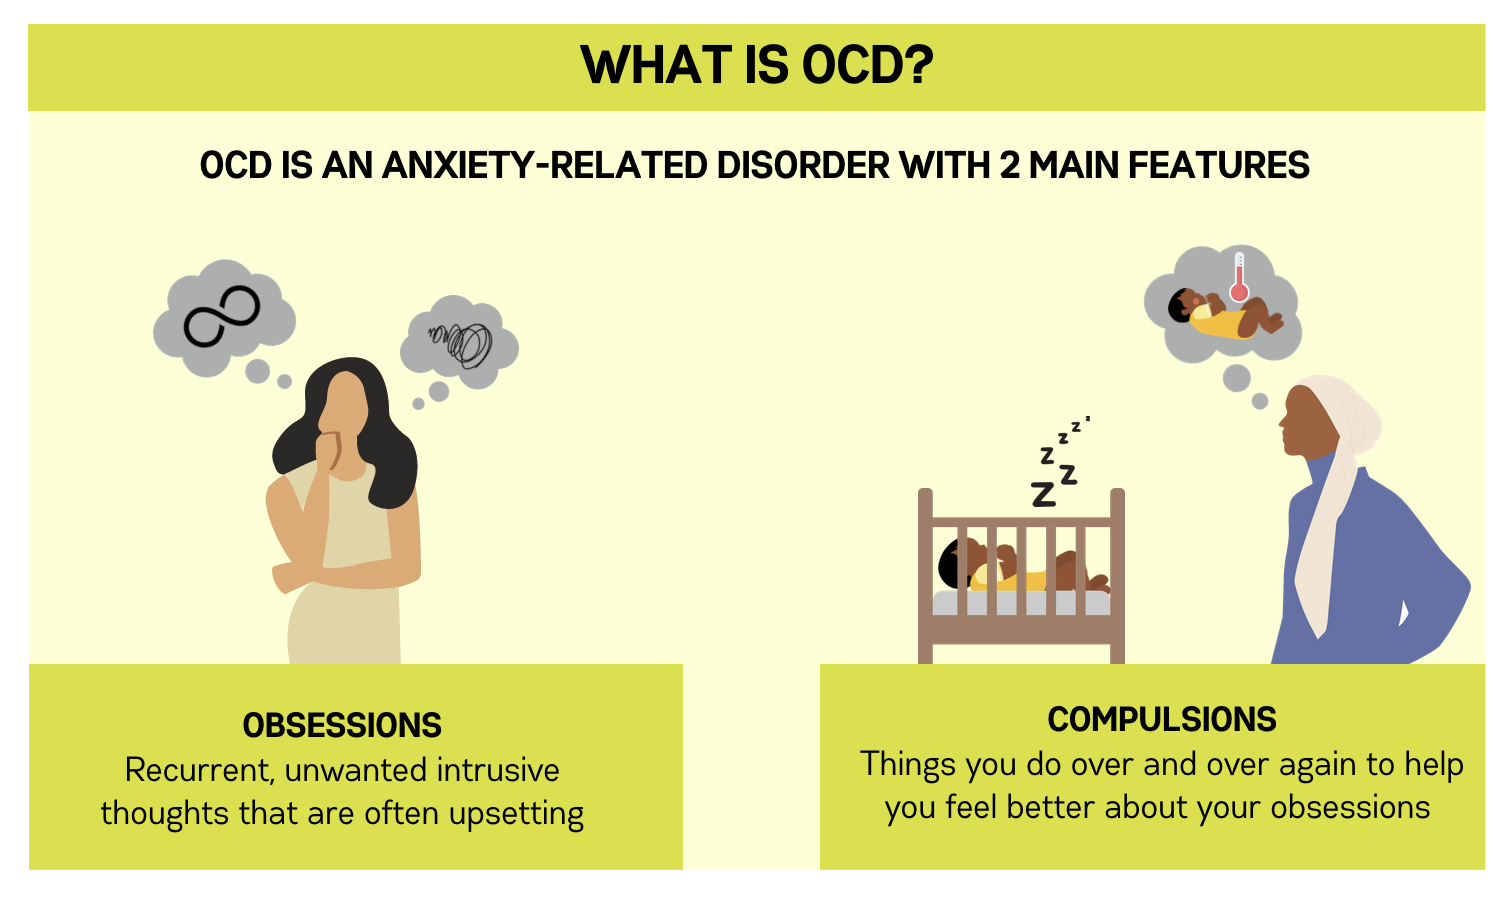 WHAT IS OCD?
OCD IS AN ANXIETY-RELATED DISORDER WITH 2 MAIN FEATURES
z
z
z
z
z
Z
OBSESSIONS
Recurrent, unwanted intrusive
thoughts that are often upsetting
COMPULSIONS
Things you do over and over again to help
you feel better about your obsessions